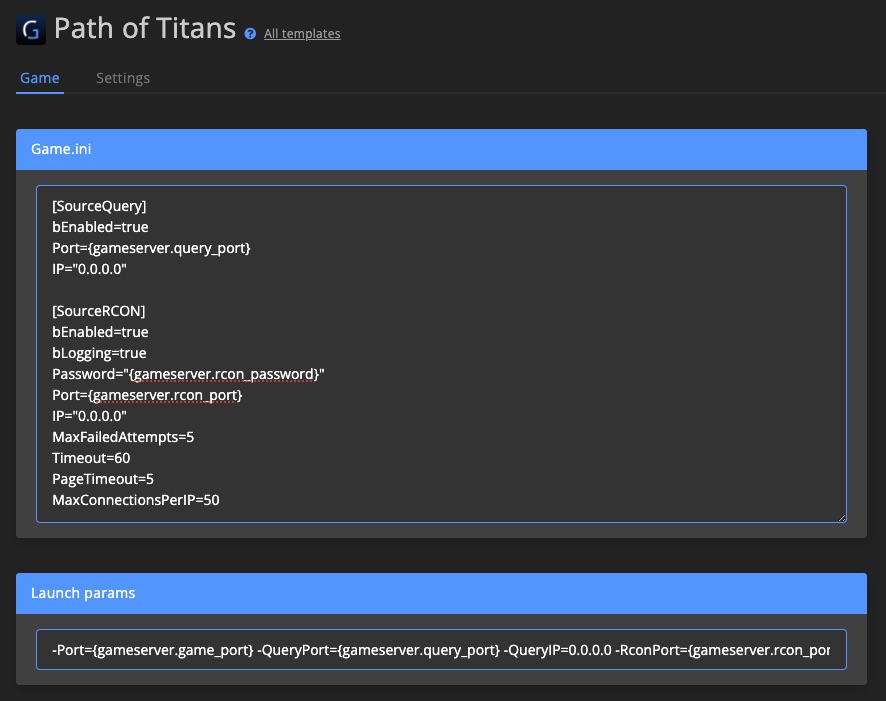 G Path of Titans ? All templates
Game Settings
Game.ini
[SourceQuery]
bEnabled=true
Port={gameserver.query_port}
IP="0.0.0.0"
[SourceRCON]
bEnabled=true
bLogging=true
Password="{gameserver.rcon_password}"
Port={gameserver.rcon_port}
IP="0.0.0.0"
MaxFailedAttempts=5
Timeout=60
PageTimeout=5
MaxConnectionsPerIP=50
Launch params
-Port={gameserver.game_port} -QueryPort={gameserver.query_port} -QueryIP=0.0.0.0 -RconPort={gameserver.rcon_por